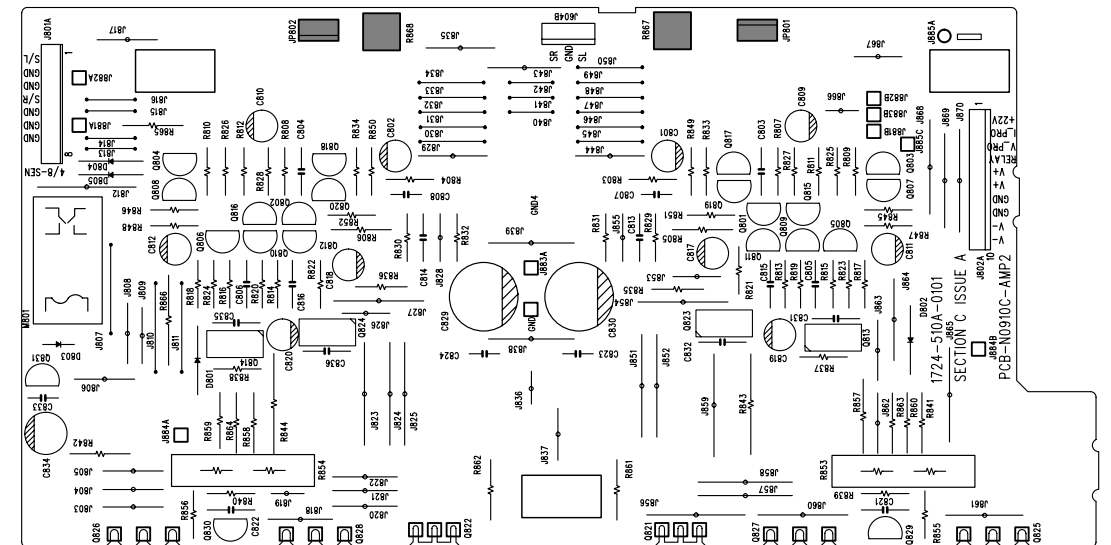 J801A
J817
JP802
R868
J835
J604B
SR
GND
SL
R867
JP801
J867
J885A
1
S/L
GND
GND
S/R
GND
GND
8
4/8-SEN
J882A
J881A
J816
J815
R865
J814
J813
D804
D805
J812
R810
R826
R812
C810
R808
C804
Q818
R834
R850
C802
J834
J833
J832
J831
J830
J829
J843
J842
J841
J840
J850
J849
J848
J847
J846
J845
J844
C801
R849
R833
Q817
C803
R807
C809
R827
R811
R825
R809
J866
J882B
J883B
J881B
J885C
J868
J869
J870
1
+22V
I_PRO
V_PRO
RELAY
V+
V+
GND
GND
V-
V-
10
J802A
Q804
Q808
R828
Q802
Q816
Q820
R852
R806
R804
C808
R803
C807
Q819
R851
R805
Q815
Q801
Q809
Q805
Q803
Q807
R845
R847
R846
R848
C812
Q806
Q810
Q812
R822
C818
R836
R830
C814
J828
R832
J839
GND4
J883A
GND
R831
J855
C813
R829
C817
J853
R835
J854
Q811
R821
C815
R813
R819
C805
R815
R823
R817
C811
J864
M801
J808
J809
R866
R818
R824
R816
C806
R820
R814
C816
J827
J826
C829
C830
J838
C824
C823
Q823
C832
C831
C819
Q813
R837
J863
D802
J865
J884B
1724-510A-0101
SECTION C ISSUE A
PCB-N0910C-AMP2
J807
J810
J811
D803
Q831
C833
C834
J806
D801
C835
Q814
R838
C820
Q824
C836
J836
J837
J851
J852
J859
R843
R857
J862
R863
R860
R841
R842
J884A
R859
R864
R858
R844
J823
J824
J825
J805
J804
J803
R854
R840
J819
J818
C822
Q830
R856
J822
J821
J820
R862
R861
J858
J857
J856
J860
R853
R839
C821
Q829
R855
J861
Q826
Q828
Q822
Q821
Q827
Q825